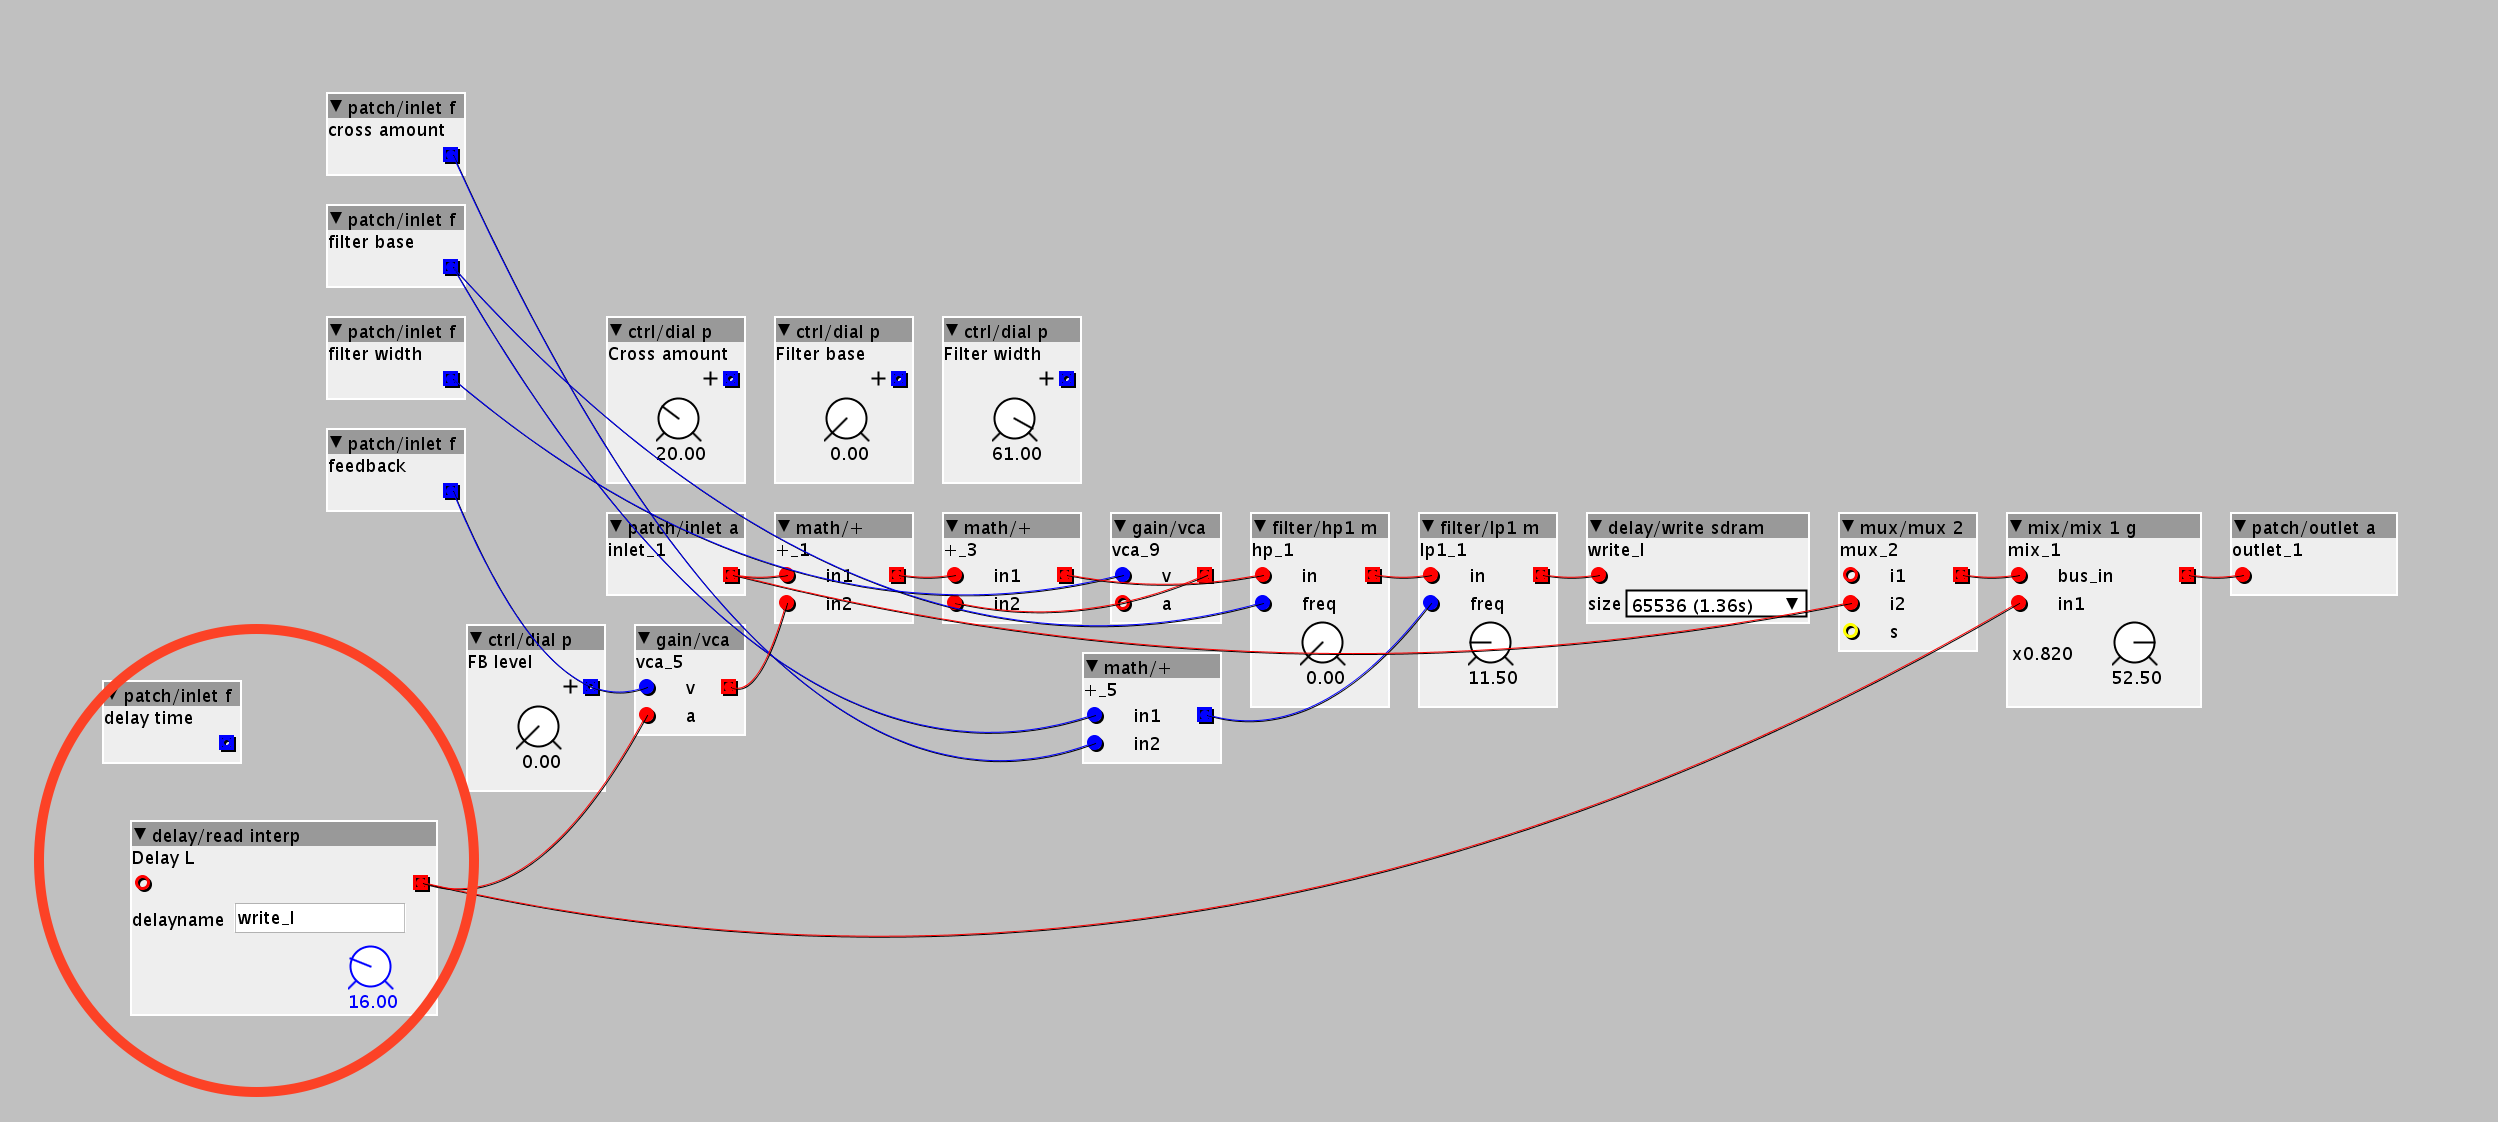 patch/inlet f
cross amount
patch/inlet f
filter base
patch/inlet f
filter width
patch/inlet f
feedback
ctrl/dial p
Cross amount
+
20.00
ctrl/dial p
Filter base
+
0.00
ctrl/dial p
Filter width
+
61.00
patch/inlet a
inlet_1
math/+
+_1
in1
in2
math/+
+_3
in1
in2
gain/vca
vca_9
v
a
filter/hp1 m
hp_1
in
freq
0.00
filter/lp1 m
lp1_1
in
freq
11.50
delay/write sdram
write_l
size 65536 (1.36s)
mux/mux 2
mux_2
i1
i2
s
mix/mix 1 g
mix_1
bus_in
in1
x0.820
52.50
patch/outlet a
outlet_1
patch/inlet f
delay time
ctrl/dial p
FB level
+
0.00
gain/vca
vca_5
v
a
math/+
+_5
in1
in2
delay/read interp
Delay L
delayname write_l
16.00